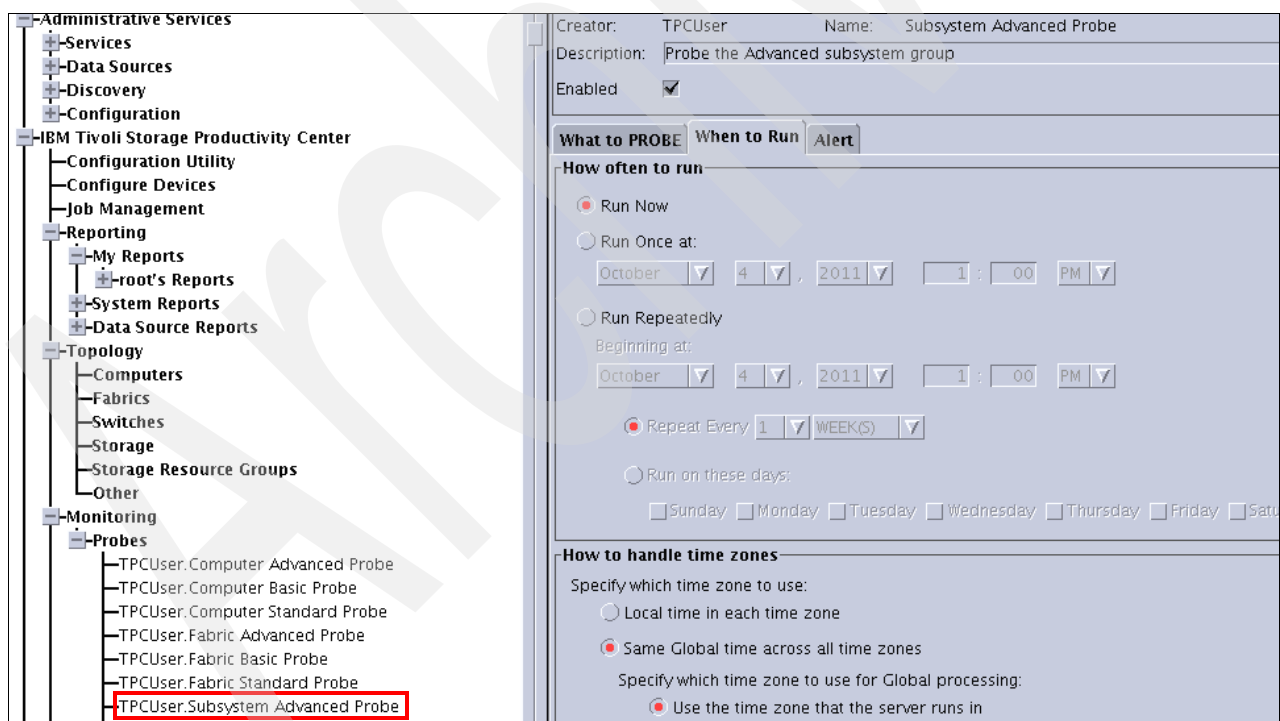 Administrative Services
Services
Data Sources
Discovery
Configuration
IBM Tivoli Storage Productivity Center
Configuration Utility
Configure Devices
Job Management
Reporting
My Reports
root's Reports
System Reports
Data Source Reports
Topology
Computers
Fabrics
Switches
Storage
Storage Resource Groups
Other
Monitoring
Probes
TPCUser.Computer Advanced Probe
TPCUser.Computer Basic Probe
TPCUser.Computer Standard Probe
TPCUser.Fabric Advanced Probe
TPCUser.Fabric Basic Probe
TPCUser.Fabric Standard Probe
TPCUser.Subsystem Advanced Probe
Creator: TPCUser Name: Subsystem Advanced Probe
Description: Probe the Advanced subsystem group
Enabled
What to PROBE When to Run Alert
How often to run
Run Now
Run Once at:
October 4 , 2011 1 : 00 PM
Run Repeatedly
Beginning at:
October 4 , 2011 1 : 00 PM
Repeat Every 1 WEEK(S)
Run on these days:
Sunday Monday Tuesday Wednesday Thursday Friday Satu
How to handle time zones
Specify which time zone to use:
Local time in each time zone
Same Global time across all time zones
Specify which time zone to use for Global processing:
Use the time zone that the server runs in